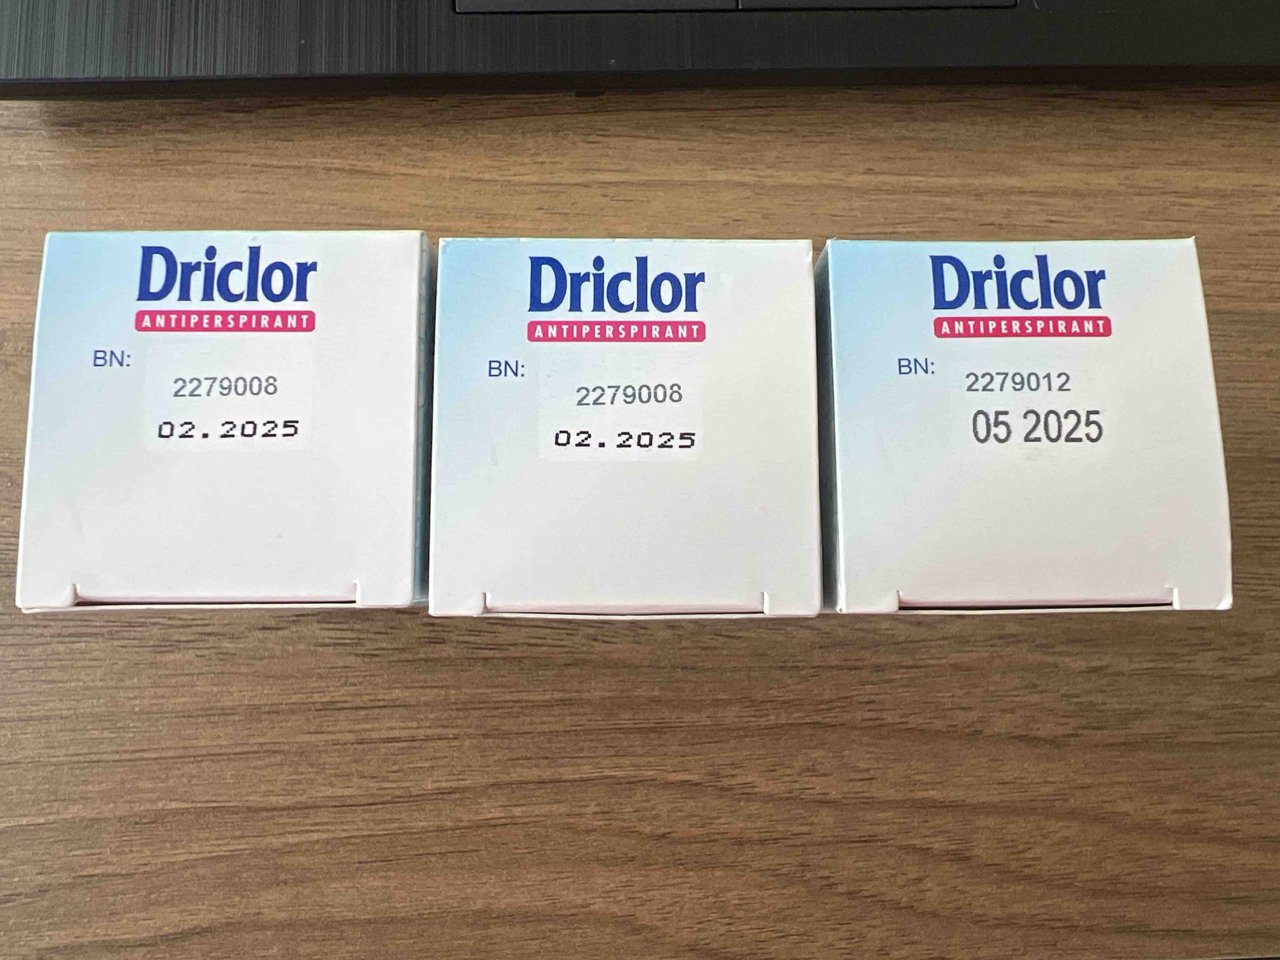 Driclor
ANTIPERSPIRANT
BN:
2279008
02.2025
Driclor
ANTIPERSPIRANT
BN:
2279008
02.2025
Driclor
ANTIPERSPIRANT
BN:
2279012
05 2025